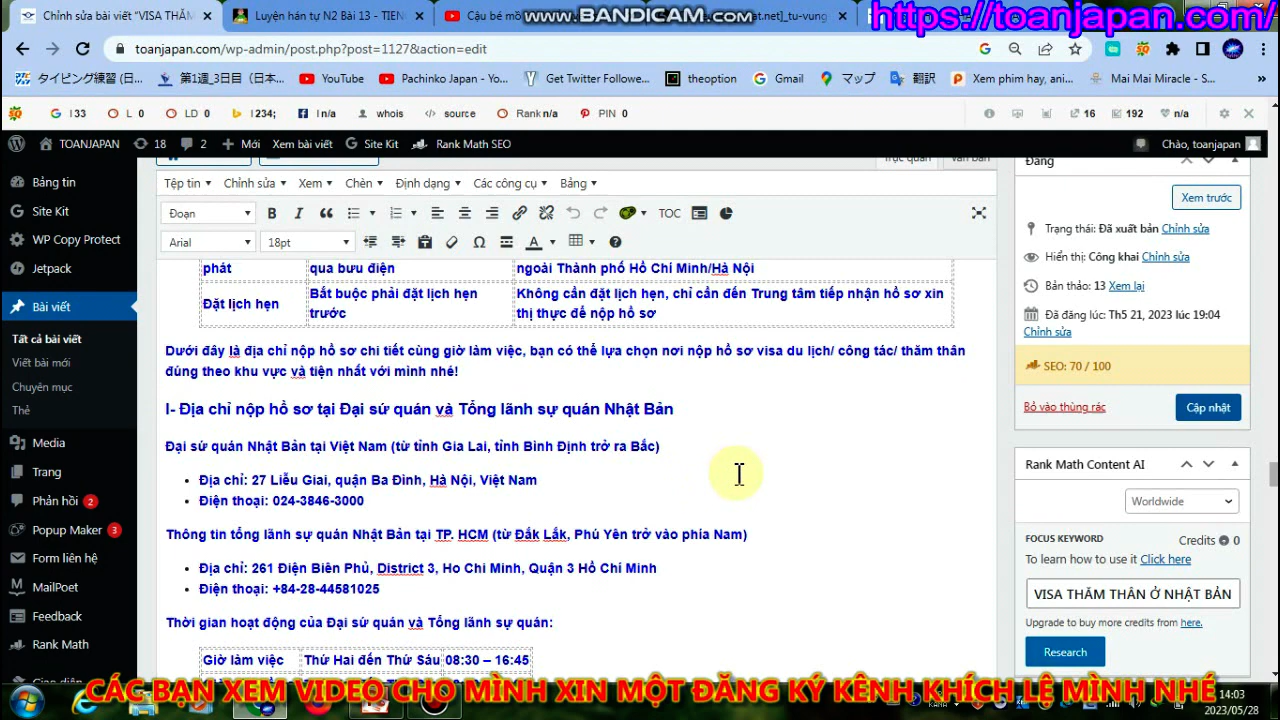 Chỉnh sửa bài viết "VISA THĂM
Luyện hán tự N2 Bài 13 - TIEN
Cậu bé mồ
www.BANDICAM.com
at.net]_tu-vung
https://toanjapan.com/
toanjapan.com/wp-admin/post.php?post=1127&action=edit
タイピング練習 (日...
第1週_3日目（日本...
YouTube
Pachinko Japan - Yo...
Get Twitter Followe...
theoption
Gmail
マップ
翻訳
Xem phim hay, ani...
Mai Mai Miracle - S...
I 33
L 0
LD 0
I 234;
I n/a
whois
source
Rank n/a
PIN 0
16
192
n/a
TOANJAPAN
18
2
Mới
Xem bài viết
Site Kit
Rank Math SEO
Chào, toanjapan
Bảng tin
Site Kit
WP Copy Protect
Jetpack
Bài viết
Tất cả bài viết
Viết bài mới
Chuyên mục
Thẻ
Media
Trang
Phản hồi 2
Popup Maker 3
Form liên hệ
MailPoet
Feedback
Rank Math
Trực quan
Văn bản
Tệp tin
Chỉnh sửa
Xem
Chèn
Định dạng
Các công cụ
Bảng
Đoạn
TOC
Arial
18pt
phát
qua bưu điện
ngoài Thành phố Hồ Chí Minh/Hà Nội
Đặt lịch hẹn
Bắt buộc phải đặt lịch hẹn
trước
Không cần đặt lịch hẹn, chỉ cần đến Trung tâm tiếp nhận hồ sơ xin
thị thực để nộp hồ sơ
Dưới đây là địa chỉ nộp hồ sơ chi tiết cùng giờ làm việc, bạn có thể lựa chọn nơi nộp hồ sơ visa du lịch/ công tác/ thăm thân
đúng theo khu vực và tiện nhất với mình nhé!
I- Địa chỉ nộp hồ sơ tại Đại sứ quán và Tổng lãnh sự quán Nhật Bản
Đại sứ quán Nhật Bản tại Việt Nam (từ tỉnh Gia Lai, tỉnh Bình Định trở ra Bắc)
Địa chỉ: 27 Liễu Giai, quận Ba Đình, Hà Nội, Việt Nam
Điện thoại: 024-3846-3000
Thông tin tổng lãnh sự quán Nhật Bản tại TP. HCM (từ Đắk Lắk, Phú Yên trở vào phía Nam)
Địa chỉ: 261 Điện Biên Phủ, District 3, Ho Chi Minh, Quận 3 Hồ Chí Minh
Điện thoại: +84-28-44581025
Thời gian hoạt động của Đại sứ quán và Tổng lãnh sự quán:
Giờ làm việc
Thứ Hai đến Thứ Sáu
08:30 – 16:45
Đăng
Xem trước
Trạng thái: Đã xuất bản Chỉnh sửa
Hiển thị: Công khai Chỉnh sửa
Bản thảo: 13 Xem lại
Đã đăng lúc: Th5 21, 2023 lúc 19:04
Chỉnh sửa
SEO: 70 / 100
Bỏ vào thùng rác
Cập nhật
Rank Math Content AI
Worldwide
FOCUS KEYWORD
Credits 0
To learn how to use it Click here
VISA THĂM THÂN Ở NHẬT BẢN
Upgrade to buy more credits from here.
Research
CÁC BẠN XEM VIDEO CHO MÌNH XIN MỘT ĐĂNG KÝ KÊNH KHÍCH LỆ MÌNH NHÉ
14:03
2023/05/28